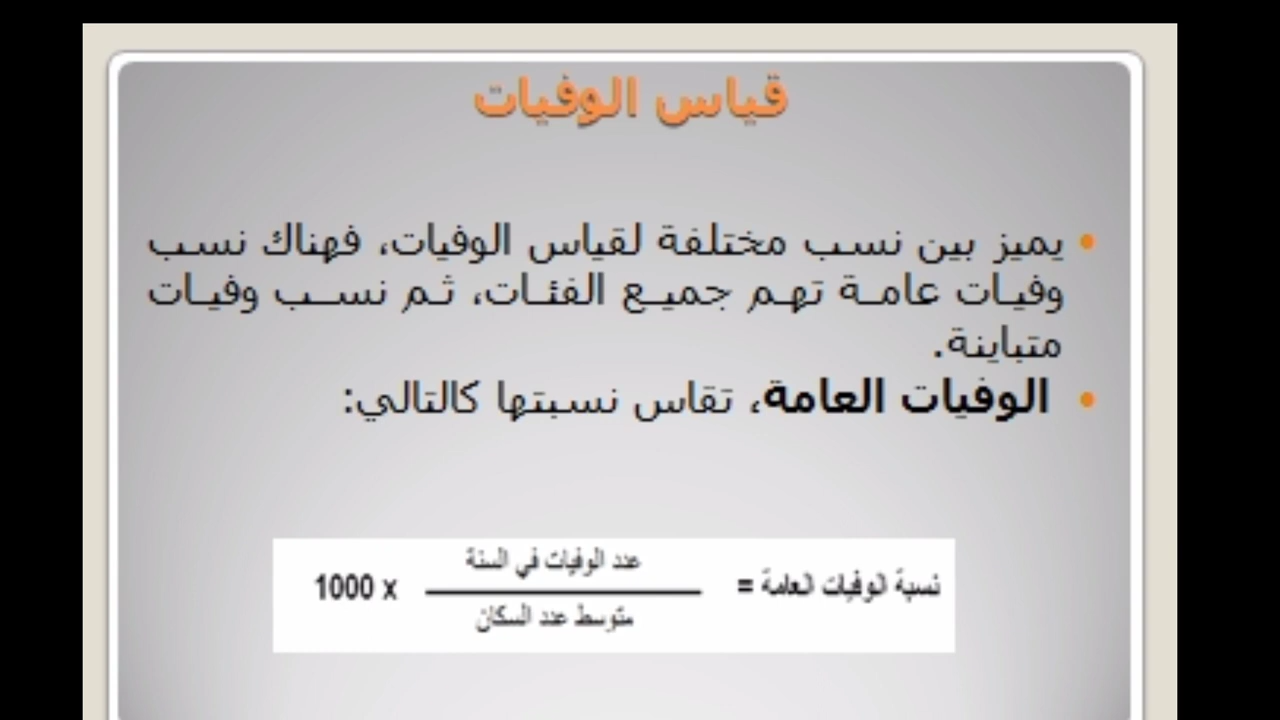 قياس الوفيات
• يميز بين نسب مختلفة لقياس الوفيات، فهناك نسب
وفيات عامة تهم جميع الفئات، ثم نسب وفيات
متباينة.
• الوفيات العامة، تقاس نسبتها كالتالي:
عدد الوفيات في السنة
نسبة الوفيات العامة = 1000 x
متوسط عدد السكان